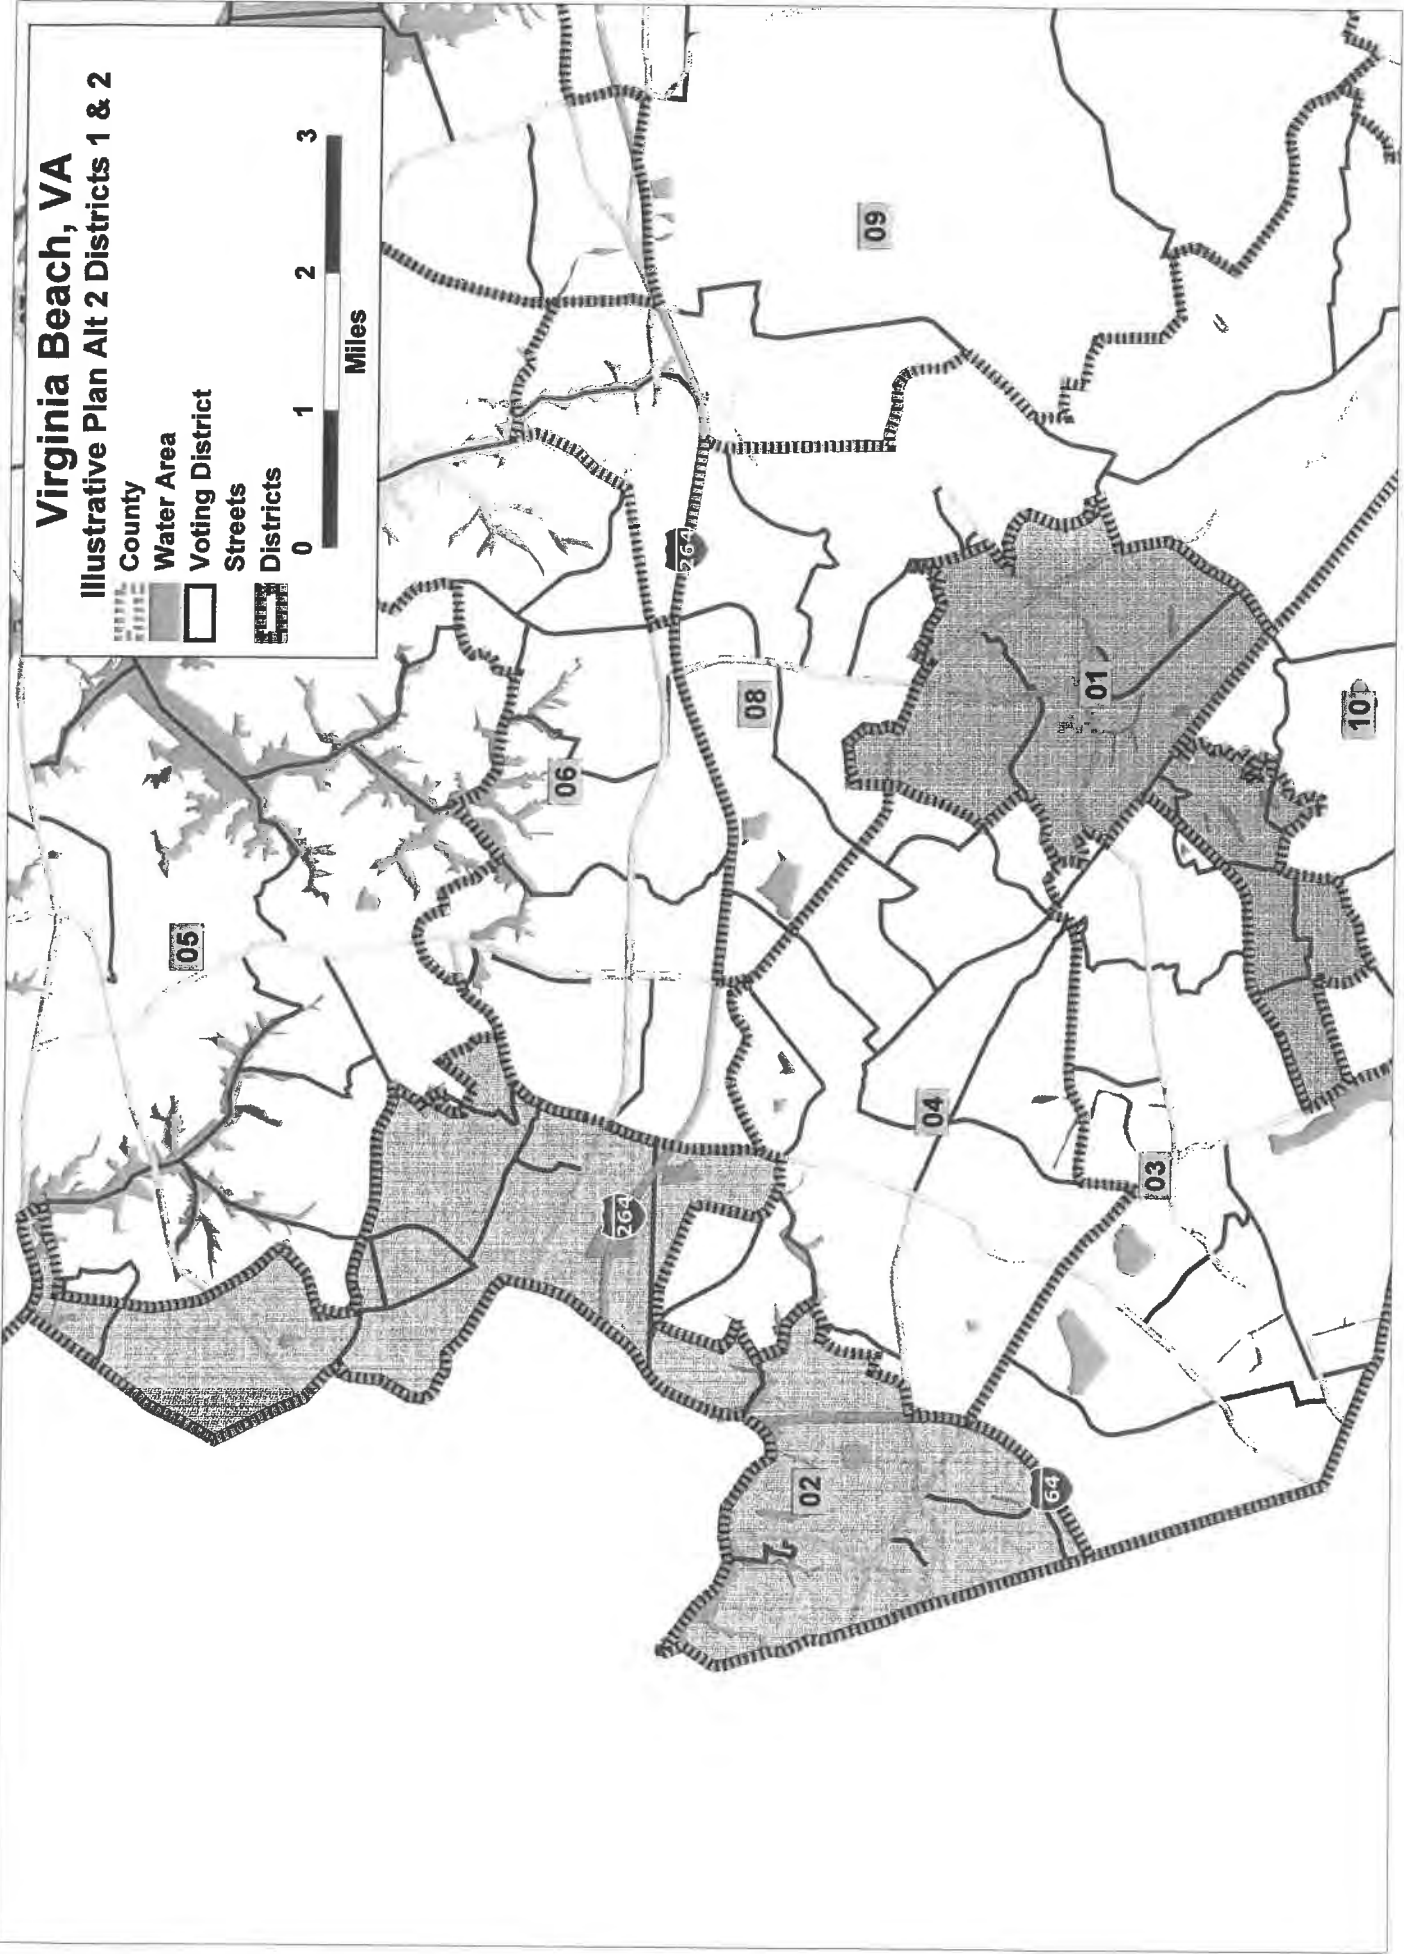 Virginia Beach, VA
Illustrative Plan Alt 2 Districts 1 & 2
County
Water Area
Voting District
Streets
Districts
0 1 2 3
Miles
05
06
264
09
08
264
01
10
04
03
02
64